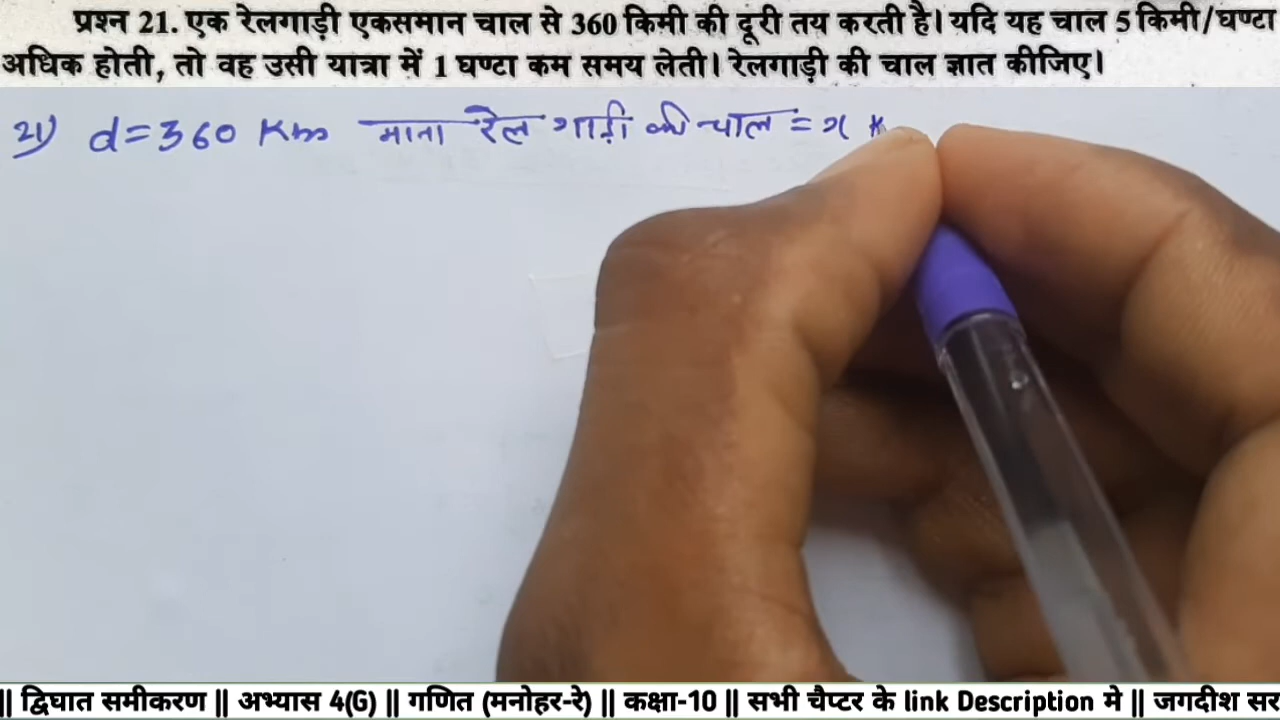 प्रश्न 21. एक रेलगाड़ी एकसमान चाल से 360 किमी की दूरी तय करती है। यदि यह चाल 5 किमी/घण्टा
अधिक होती, तो वह उसी यात्रा में 1 घण्टा कम समय लेती। रेलगाड़ी की चाल ज्ञात कीजिए।
21) d=360 Km माना रेल गाड़ी की चाल = x K
|| द्विघात समीकरण || अभ्यास 4(G) || गणित (मनोहर-रे) || कक्षा-10 || सभी चैप्टर के link Description मे || जगदीश सर